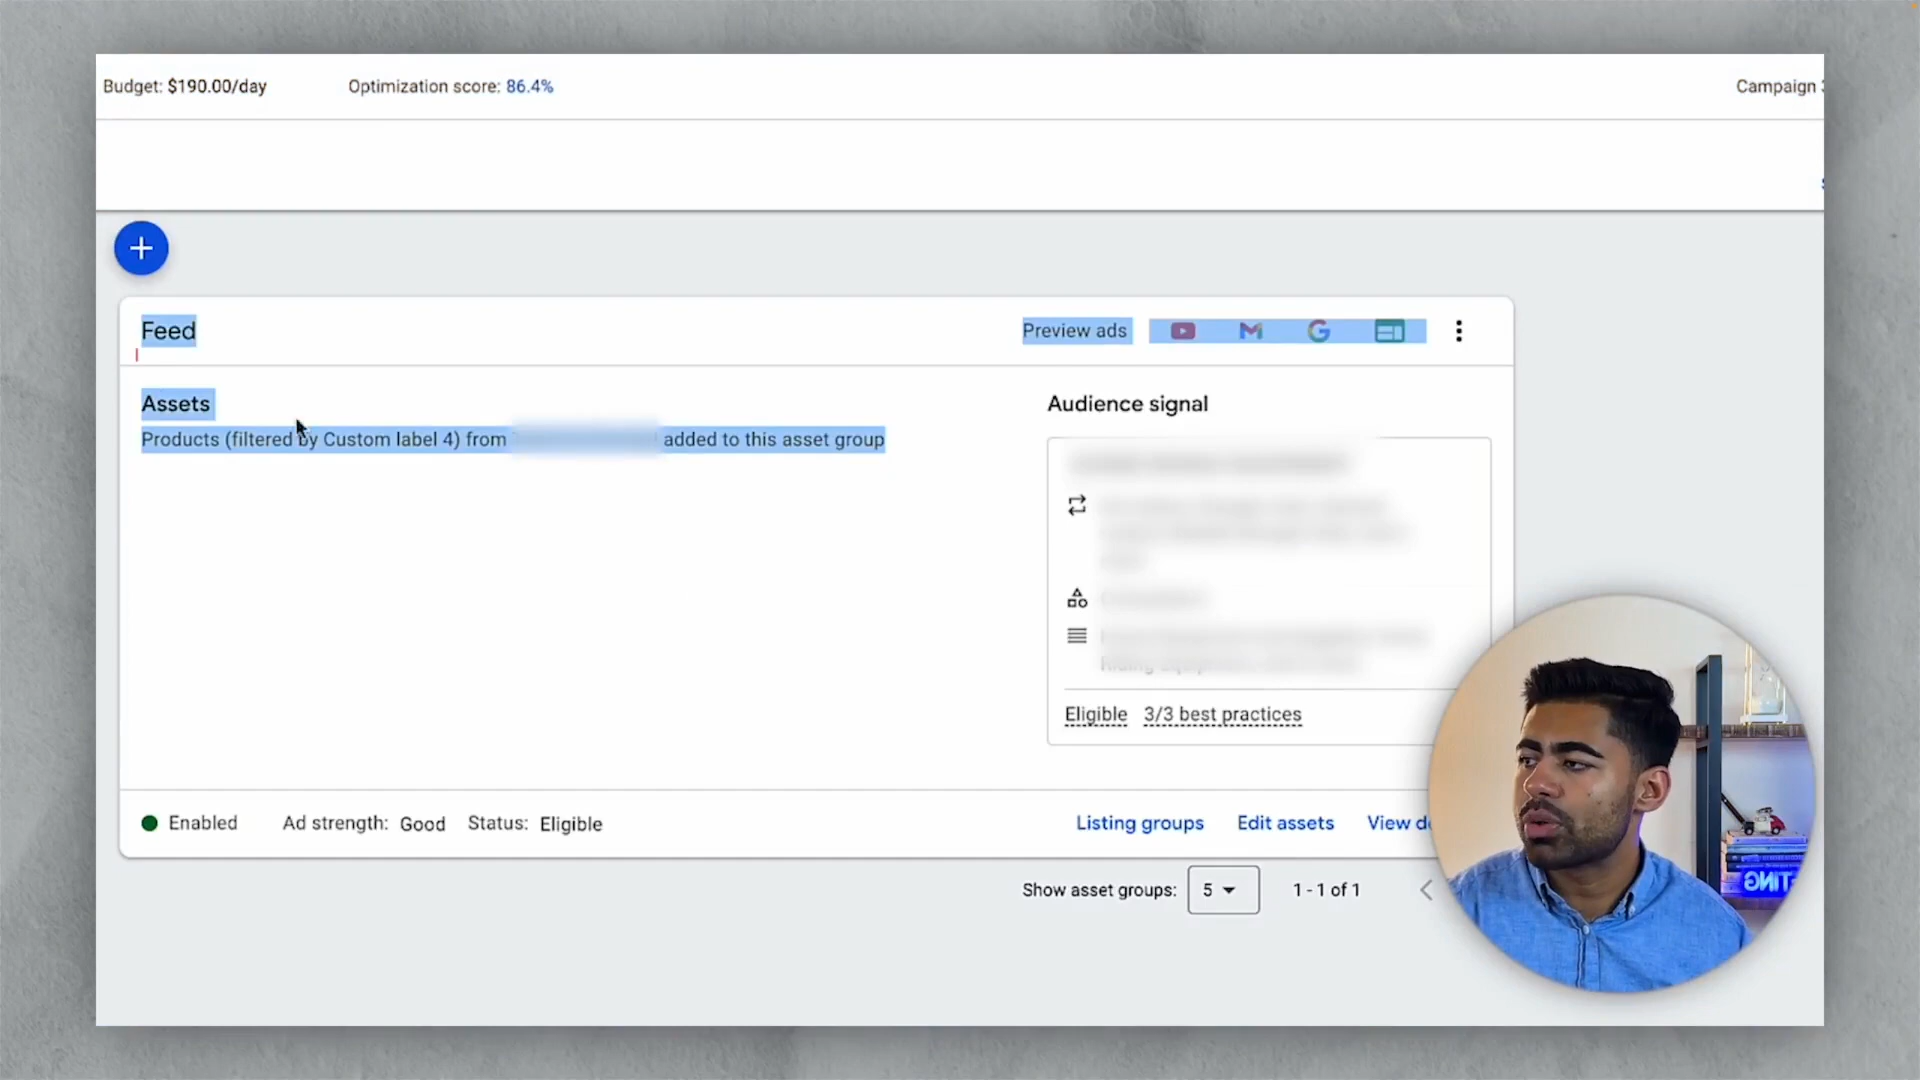 Budget: $190.00/day
Optimization score: 86.4%
Campaign
Feed
Preview ads
Assets
Products (filtered by Custom label 4) from
added to this asset group
Audience signal
Eligible
3/3 best practices
Enabled
Ad strength: Good
Status: Eligible
Listing groups
Edit assets
View de
Show asset groups:
5
1 - 1 of 1